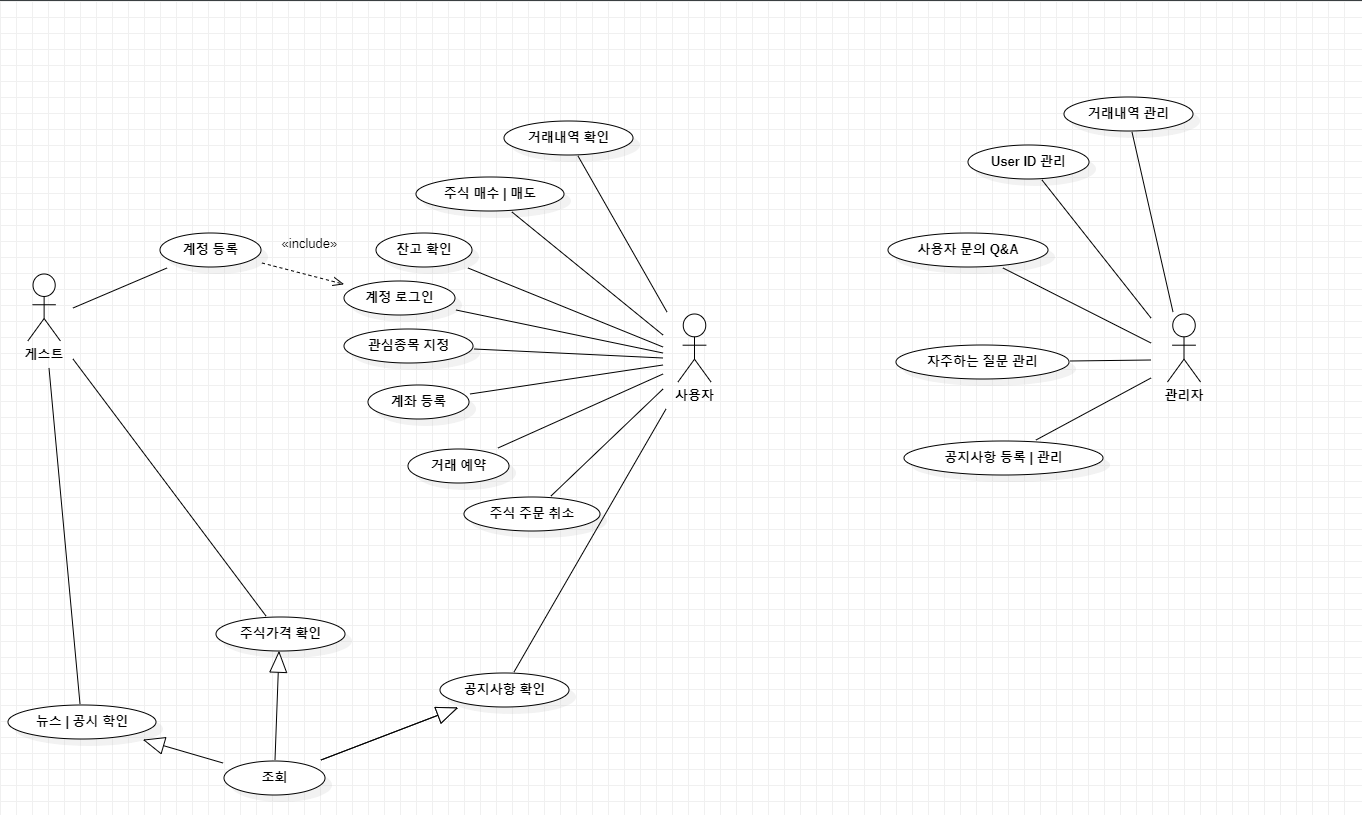 거래내역 관리
거래내역 확인
User ID 관리
주식 매수 | 매도
계정 등록
«include»
잔고 확인
사용자 문의 Q&A
계정 로그인
관심종목 지정
게스트
자주하는 질문 관리
사용자
관리자
계좌 등록
거래 예약
공지사항 등록 | 관리
주식 주문 취소
주식가격 확인
공지사항 확인
뉴스 | 공시 학인
조회